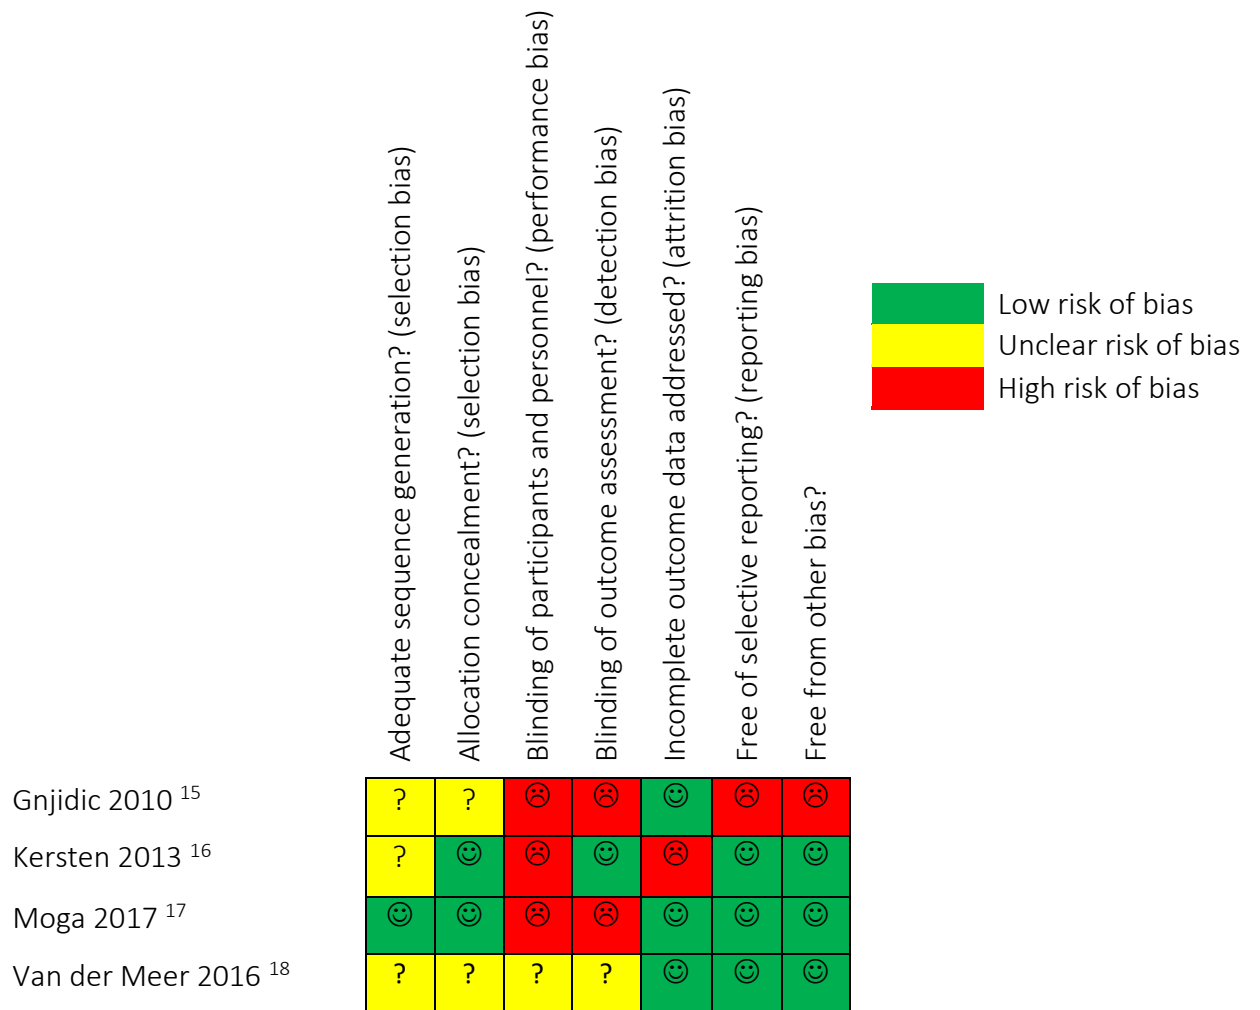 Adequate sequence generation? (selection bias)
Allocation concealment? (selection bias)
Blinding of participants and personnel? (performance bias)
Blinding of outcome assessment? (detection bias)
Incomplete outcome data addressed? (attrition bias)
Free of selective reporting? (reporting bias)
Free from other bias?
Low risk of bias
Unclear risk of bias
High risk of bias
Gnjidic 2010 15 ? ? ☹ ☹ ☺ ☹ ☹
Kersten 2013 16 ? ☺ ☹ ☺ ☹ ☺ ☺
Moga 2017 17 ☺ ☺ ☹ ☹ ☺ ☺ ☺
Van der Meer 2016 18 ? ? ? ? ☺ ☺ ☺